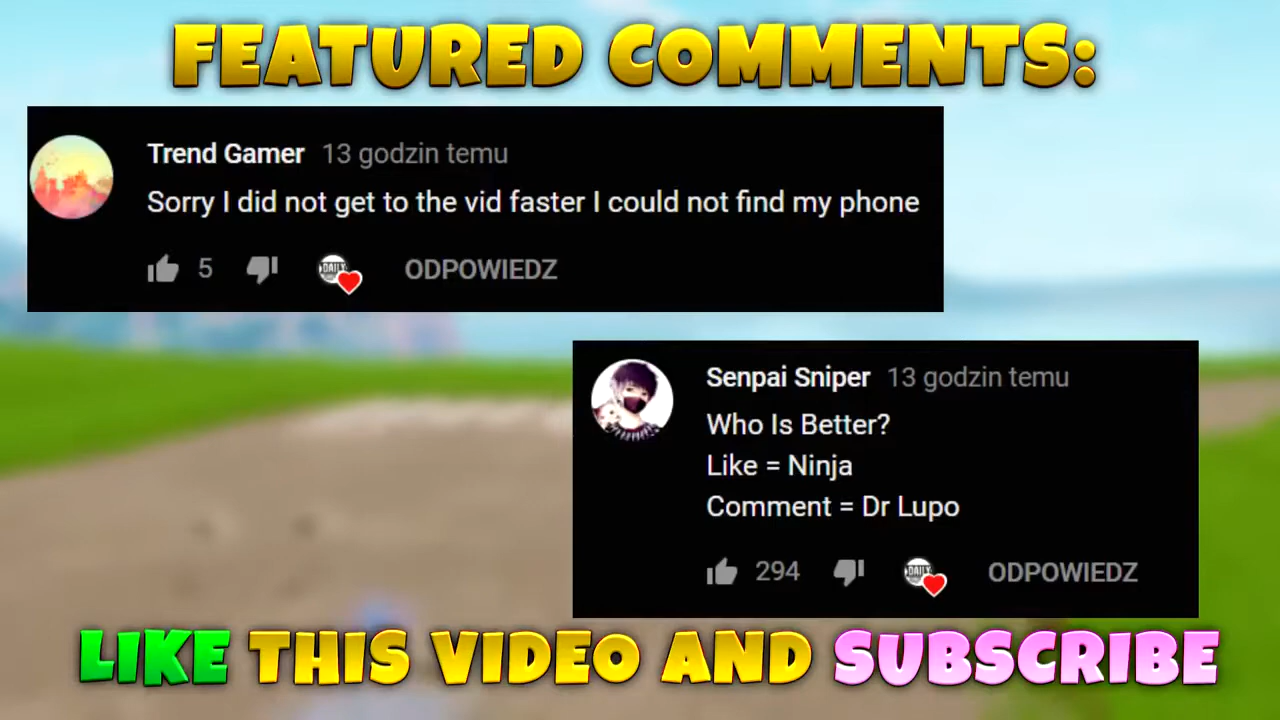 FEATURED COMMENTS:
Trend Gamer 13 godzin temu
Sorry I did not get to the vid faster I could not find my phone
5 DAILY ODPOWIEDZ
Senpai Sniper 13 godzin temu
Who Is Better?
Like = Ninja
Comment = Dr Lupo
294 DAILY ODPOWIEDZ
LIKE THIS VIDEO AND SUBSCRIBE